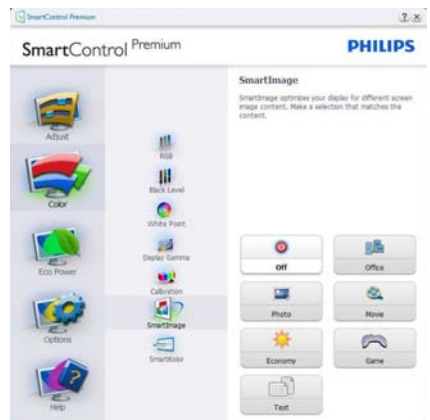 SmartControl Premium
SmartControl Premium
PHILIPS
Adjust
Color
Eco Power
Options
Help
RGB
Black Level
White Point
Display Gamma
Calibration
SmartImage
SmartKolor
SmartImage
SmartImage optimizes your display for different screen
image content. Make a selection that matches the
content.
Off
Office
Photo
Movie
Economy
Game
Text